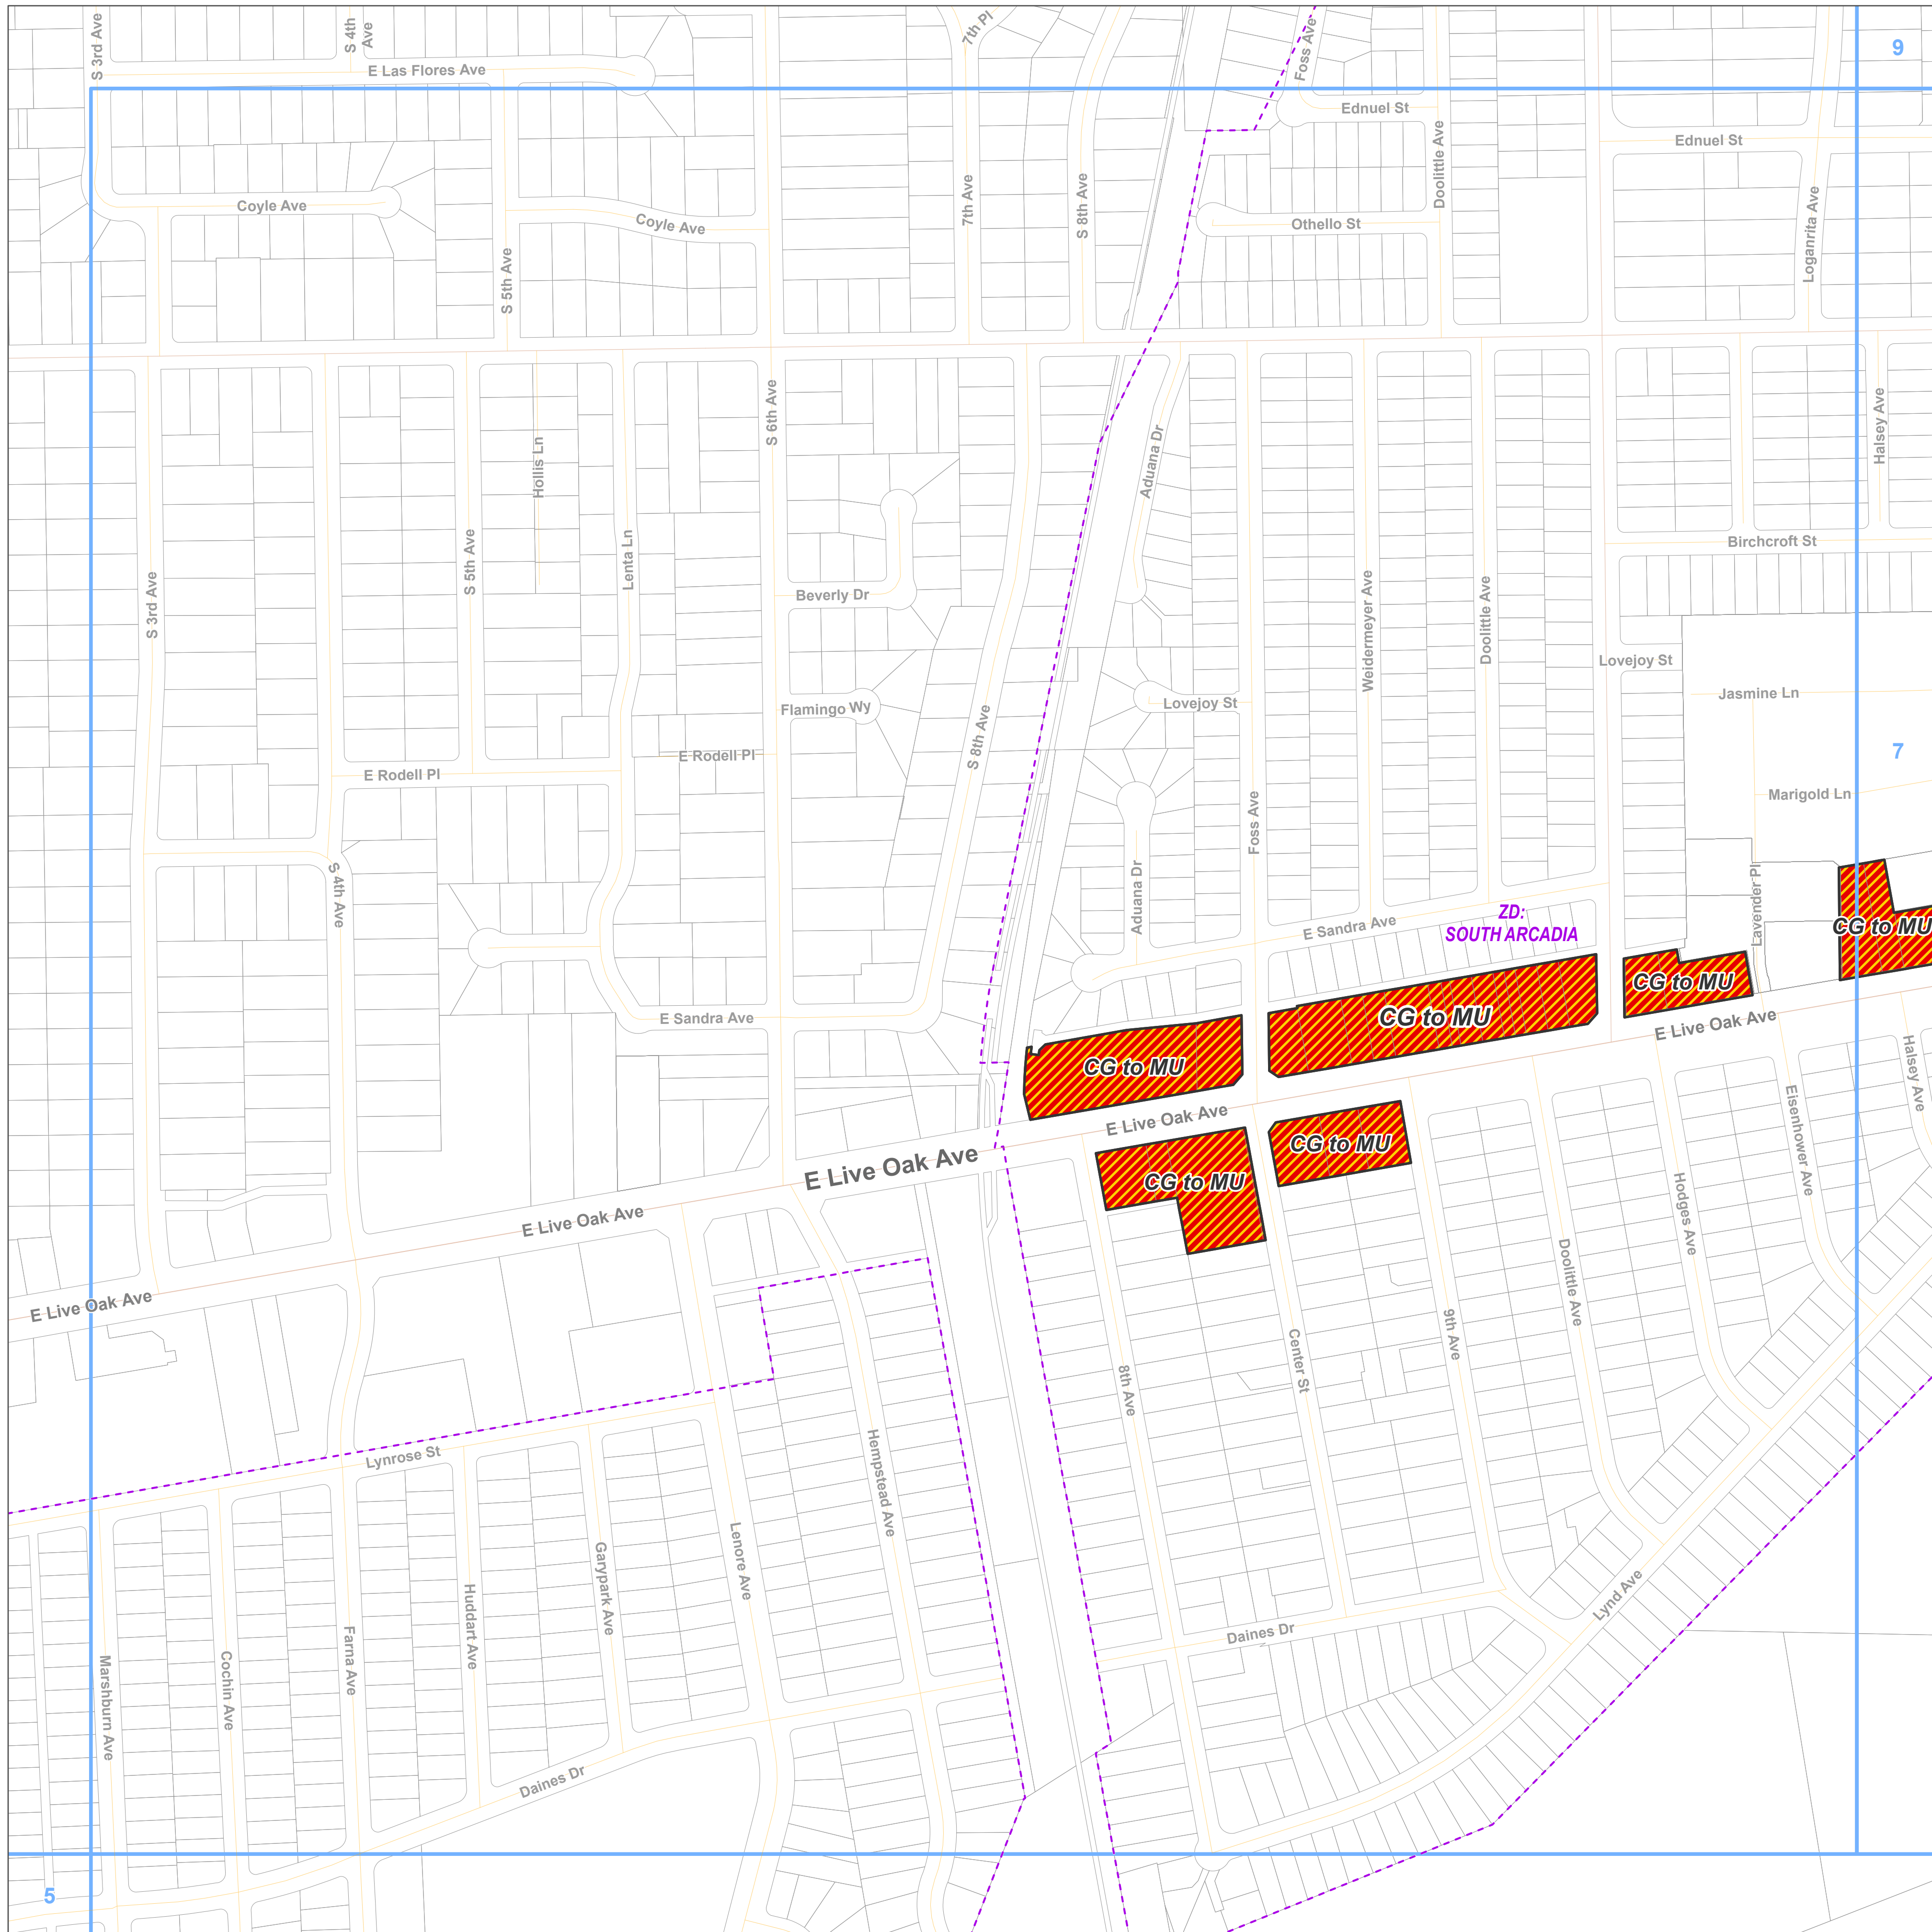 S 3rd Ave
S 4th
Ave
E Las Flores Ave
7th Pl
Foss Ave
9
Ednuel St
Ednuel St
Doolittle Ave
Coyle Ave
Coyle Ave
7th Ave
S 8th Ave
Othello St
Loganrita Ave
S 5th Ave
S 6th Ave
Halsey Ave
Aduana Dr
Hollis Ln
Birchcroft St
S 5th Ave
Lenta Ln
S 3rd Ave
Beverly Dr
Weidermeyer Ave
Doolittle Ave
Lovejoy St
Jasmine Ln
Flamingo Wy
Lovejoy St
S 8th Ave
E Rodell Pl
E Rodell Pl
7
Marigold Ln
Foss Ave
S 4th Ave
Aduana Dr
Lavender Pl
ZD:
SOUTH ARCADIA
E Sandra Ave
CG to MU
CG to MU
E Sandra Ave
CG to MU
E Live Oak Ave
CG to MU
Halsey Ave
E Live Oak Ave
Eisenhower Ave
CG to MU
E Live Oak Ave
CG to MU
Hodges Ave
E Live Oak Ave
Doolittle Ave
E Live Oak Ave
9th Ave
Center St
8th Ave
Lynrose St
Hempstead Ave
Lenore Ave
Garypark Ave
Huddart Ave
Lynd Ave
Daines Dr
Farna Ave
Cochin Ave
Marshburn Ave
Daines Dr
5